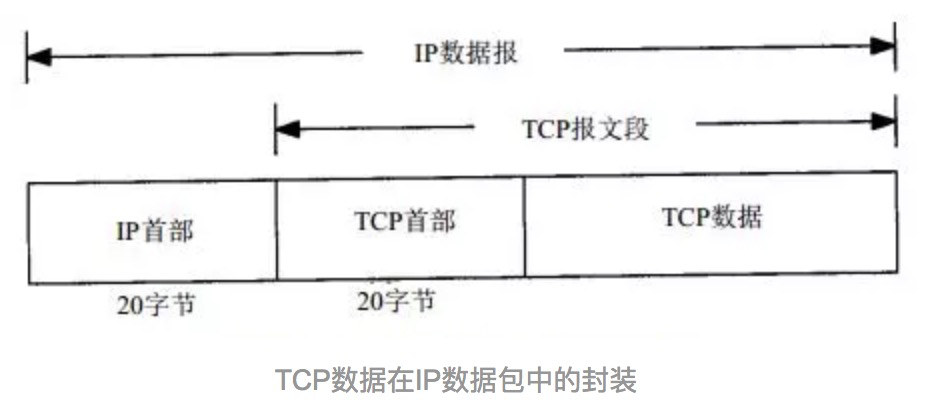 IP数据报
TCP报文段
IP首部
TCP首部
TCP数据
20字节
20字节
TCP数据在IP数据包中的封装